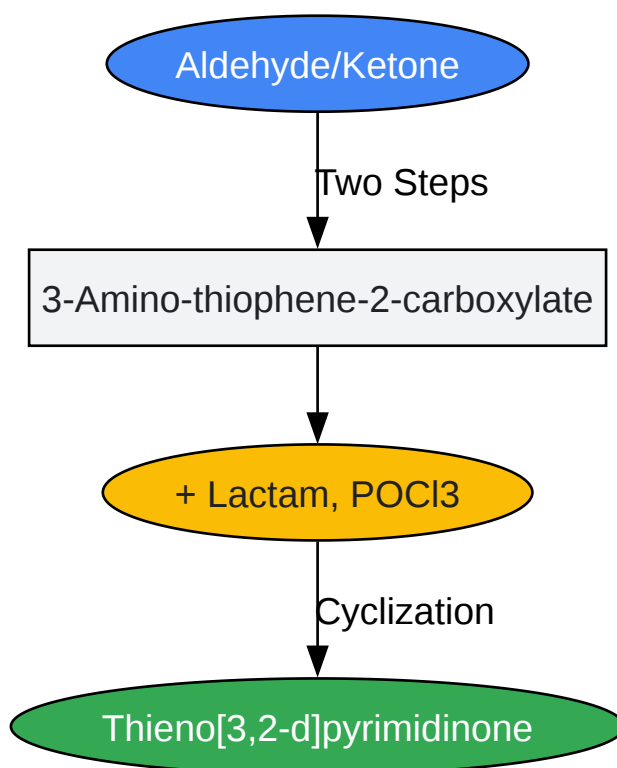 Aldehyde/Ketone
Two Steps
3-Amino-thiophene-2-carboxylate
+ Lactam, POCl3
Cyclization
Thieno[3,2-d]pyrimidinone